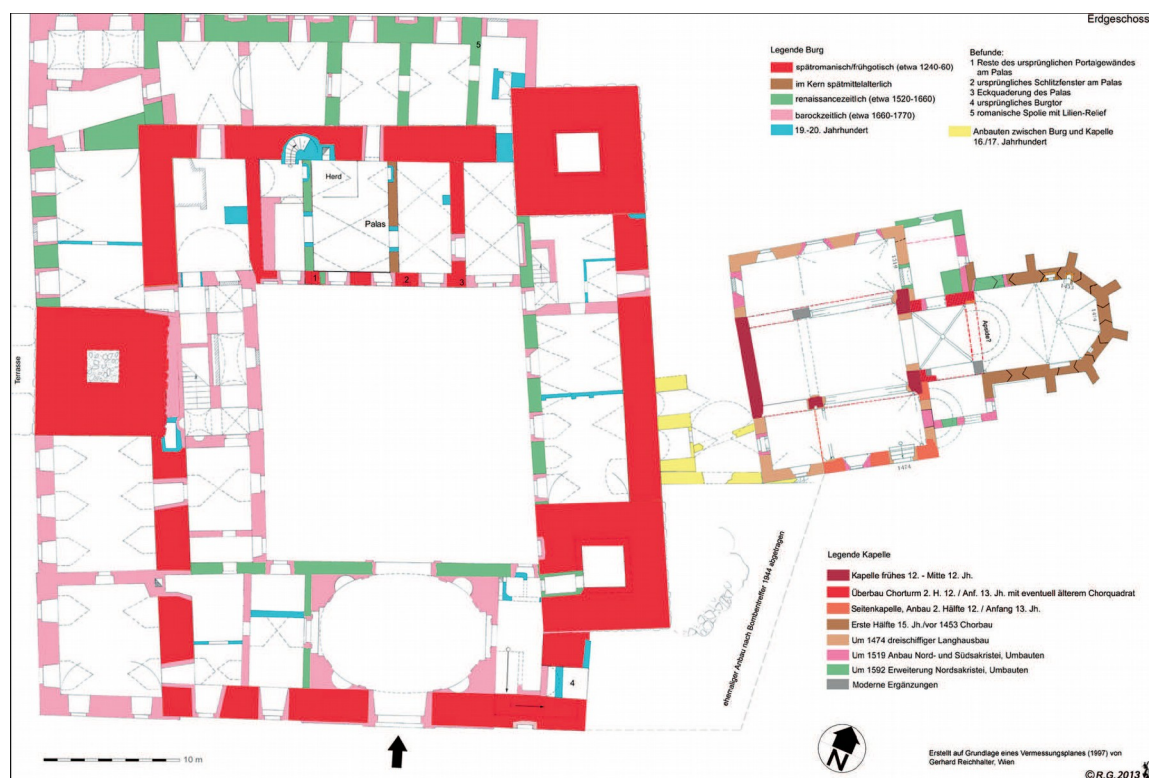 Erdgeschoss
Legende Burg
spätromanisch/frühgotisch (etwa 1240-60)
im Kern spätmittelalterlich
renaissancezeitlich (etwa 1520-1660)
barockzeitlich (etwa 1660-1770)
19.-20. Jahrhundert
Befunde:
1 Reste des ursprünglichen Portalgewändes
am Palas
2 ursprüngliches Schlitzfenster am Palas
3 Eckquaderung des Palas
4 ursprüngliches Burgtor
5 romanische Spolie mit Lilien-Relief
Anbauten zwischen Burg und Kapelle
16./17. Jahrhundert
5
Herd
Palas
1
2
3
Terrasse
Apside?
1474
4
ehemaliger Anbau nach Bombentreffer 1944 abgetragen
Legende Kapelle
Kapelle frühes 12. - Mitte 12. Jh.
Überbau Chorturm 2. H. 12. / Anf. 13. Jh. mit eventuell älterem Chorquadrat
Seitenkapelle, Anbau 2. Hälfte 12. / Anfang 13. Jh.
Erste Hälfte 15. Jh./vor 1453 Chorbau
Um 1474 dreischiffiger Langhausbau
Um 1519 Anbau Nord- und Südsakristei, Umbauten
Um 1592 Erweiterung Nordsakristei, Umbauten
Moderne Ergänzungen
10 m
N
Erstellt auf Grundlage eines Vermessungsplanes (1997) von
Gerhard Reichhalter, Wien
©R.G. 2013